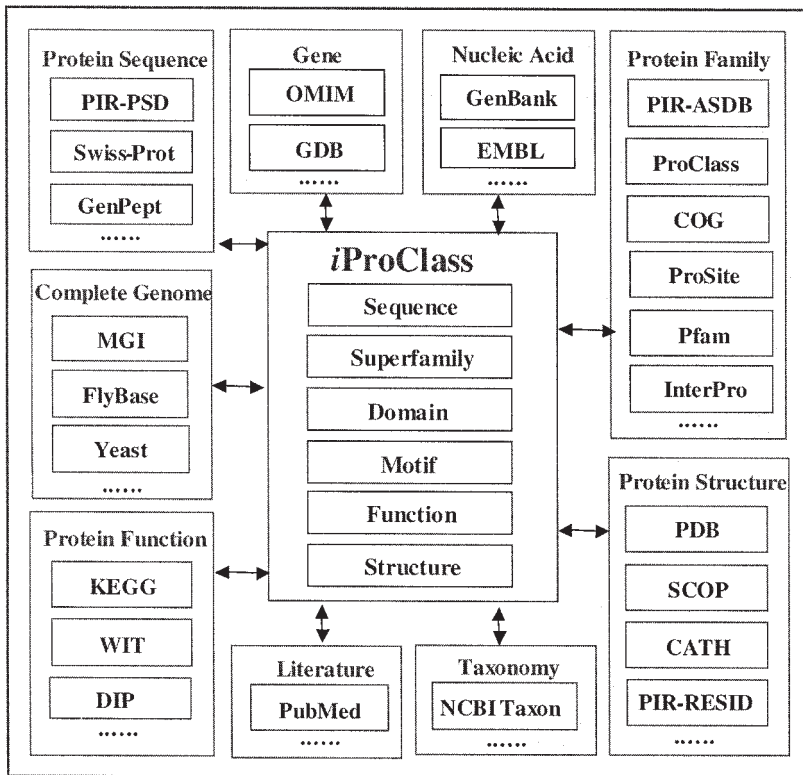 Protein Sequence
PIR-PSD
Swiss-Prot
GenPept
......
Gene
OMIM
GDB
......
Nucleic Acid
GenBank
EMBL
......
Protein Family
PIR-ASDB
ProClass
COG
ProSite
Pfam
InterPro
......
Complete Genome
MGI
FlyBase
Yeast
......
iProClass
Sequence
Superfamily
Domain
Motif
Function
Structure
Protein Structure
PDB
SCOP
CATH
PIR-RESID
......
Protein Function
KEGG
WIT
DIP
......
Literature
PubMed
......
Taxonomy
NCBI Taxon
......